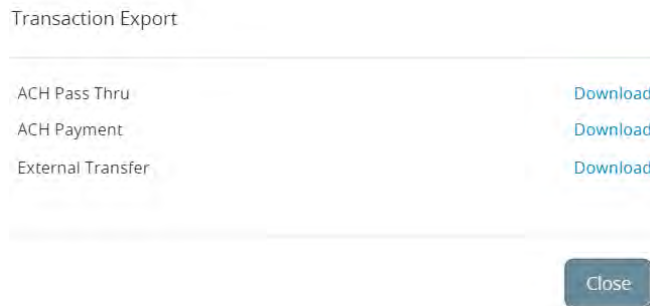 Transaction Export
ACH Pass Thru Download
ACH Payment Download
External Transfer Download
Close